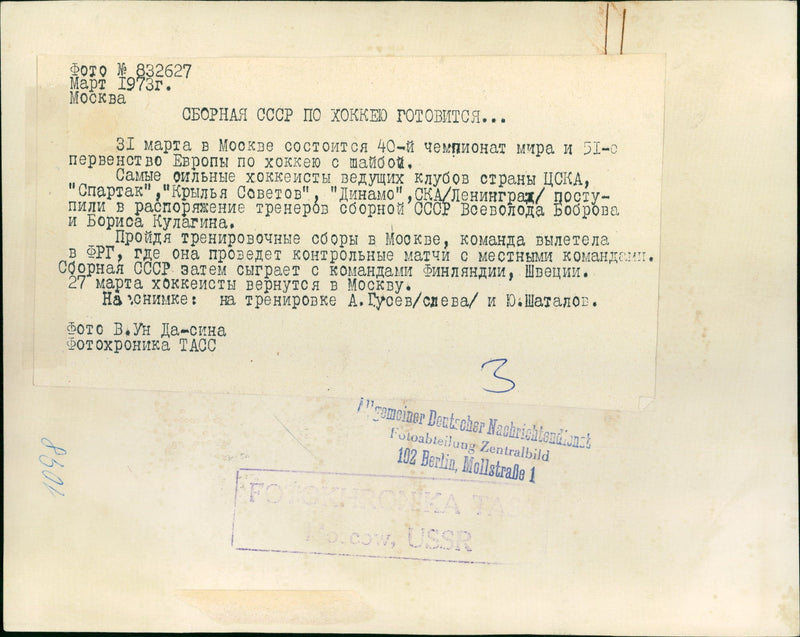 Фото № 832627
Март 1973г.
Москва
СБОРНАЯ СССР ПО ХОККЕЮ ГОТОВИТСЯ...
31 марта в Москве состоится 40-й чемпионат мира и 51-е
первенство Европы по хоккею с шайбой.
Самые сильные хоккеисты ведущих клубов страны ЦСКА,
"Спартак","Крылья Советов", "Динамо",СКА/Ленинград/ посту-
пили в распоряжение тренеров сборной СССР Всеволода Боброва
и Бориса Кулагина.
Пройдя тренировочные сборы в Москве, команда вылетела
в ФРГ, где она проведет контрольные матчи с местными командами.
Сборная СССР затем сыграет с командами Финляндии, Швеции.
27 марта хоккеисты вернутся в Москву.
На снимке: на тренировке А.Гусев/слева/ и Ю.Шаталов.
Фото В.Ун Да-сина
Фотохроника ТАСС
3
Allgemeiner Deutscher Nachrichtendienst
Fotoabteilung Zentralbild
102 Berlin, Mollstraße 1
FOTOKHRONIKA TASS
Moscow, USSR